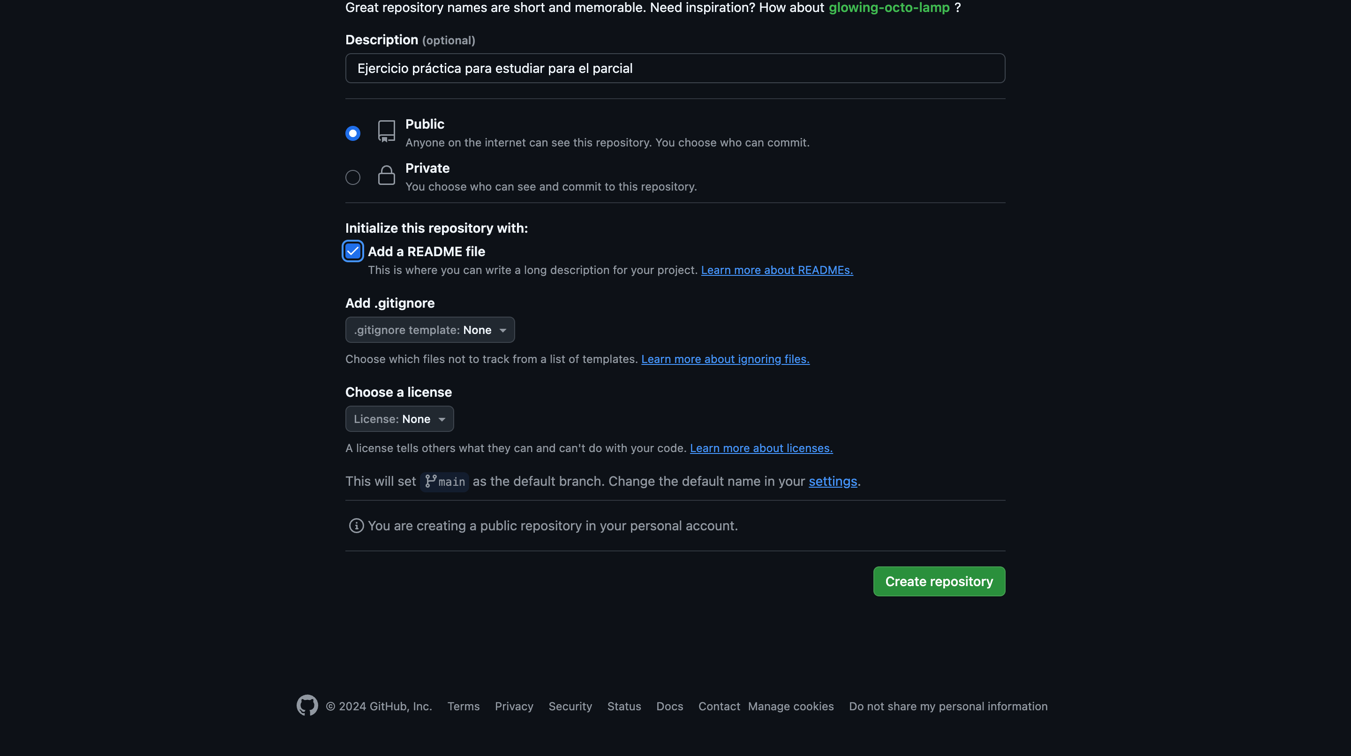 Great repository names are short and memorable. Need inspiration? How about glowing-octo-lamp ?
Description (optional)
Ejercicio práctica para estudiar para el parcial
Public
Anyone on the internet can see this repository. You choose who can commit.
Private
You choose who can see and commit to this repository.
Initialize this repository with:
Add a README file
This is where you can write a long description for your project. Learn more about READMEs.
Add .gitignore
.gitignore template: None
Choose which files not to track from a list of templates. Learn more about ignoring files.
Choose a license
License: None
A license tells others what they can and can't do with your code. Learn more about licenses.
This will set main as the default branch. Change the default name in your settings.
You are creating a public repository in your personal account.
Create repository
© 2024 GitHub, Inc. Terms Privacy Security Status Docs Contact Manage cookies Do not share my personal information